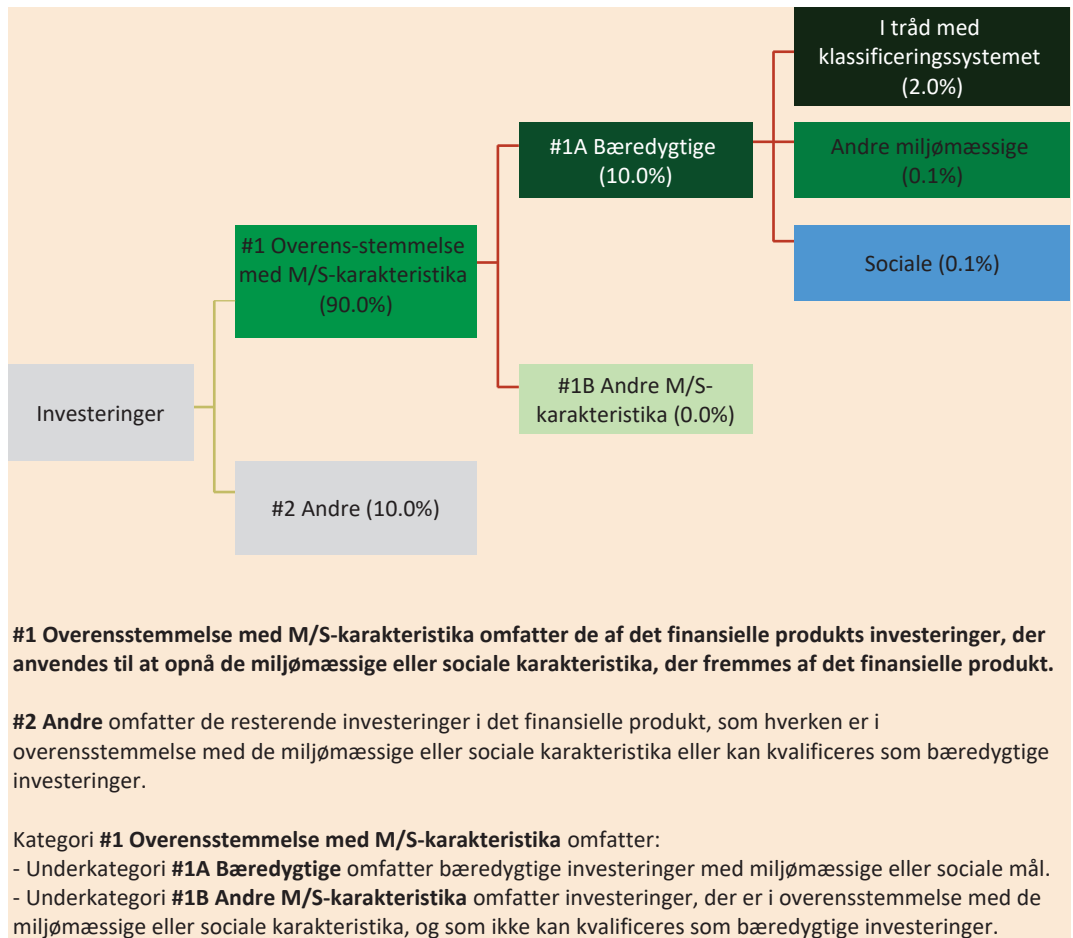 I tråd med
klassificeringssystemet
(2.0%)
#1A Bæredygtige
(10.0%)
Andre miljømæssige
(0.1%)
#1 Overens-stemmelse
med M/S-karakteristika
(90.0%)
Sociale (0.1%)
Investeringer
#1B Andre M/S-
karakteristika (0.0%)
#2 Andre (10.0%)
#1 Overensstemmelse med M/S-karakteristika omfatter de af det finansielle produkts investeringer, der
anvendes til at opnå de miljømæssige eller sociale karakteristika, der fremmes af det finansielle produkt.
#2 Andre omfatter de resterende investeringer i det finansielle produkt, som hverken er i
overensstemmelse med de miljømæssige eller sociale karakteristika eller kan kvalificeres som bæredygtige
investeringer.
Kategori #1 Overensstemmelse med M/S-karakteristika omfatter:
- Underkategori #1A Bæredygtige omfatter bæredygtige investeringer med miljømæssige eller sociale mål.
- Underkategori #1B Andre M/S-karakteristika omfatter investeringer, der er i overensstemmelse med de
miljømæssige eller sociale karakteristika, og som ikke kan kvalificeres som bæredygtige investeringer.